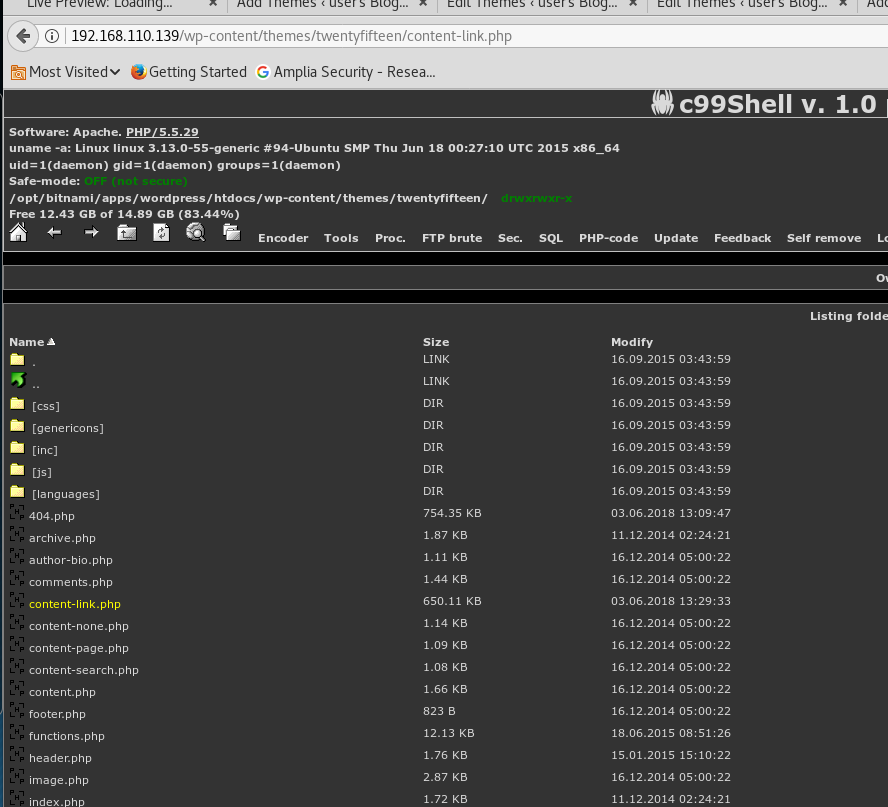 Live Preview: Loading... × Add Themes ‹ user's Blog... × Edit Themes ‹ user's Blog... × Edit Themes ‹ user's Blog... × Add
192.168.110.139/wp-content/themes/twentyfifteen/content-link.php
Most Visited Getting Started Amplia Security - Resea...
c99Shell v. 1.0
Software: Apache. PHP/5.5.29
uname -a: Linux linux 3.13.0-55-generic #94-Ubuntu SMP Thu Jun 18 00:27:10 UTC 2015 x86_64
uid=1(daemon) gid=1(daemon) groups=1(daemon)
Safe-mode: OFF (not secure)
/opt/bitnami/apps/wordpress/htdocs/wp-content/themes/twentyfifteen/ drwxrwxr-x
Free 12.43 GB of 14.89 GB (83.44%)
Encoder Tools Proc. FTP brute Sec. SQL PHP-code Update Feedback Self remove
Listing folde
Name Size Modify
. LINK 16.09.2015 03:43:59
.. LINK 16.09.2015 03:43:59
[css] DIR 16.09.2015 03:43:59
[genericons] DIR 16.09.2015 03:43:59
[inc] DIR 16.09.2015 03:43:59
[js] DIR 16.09.2015 03:43:59
[languages] DIR 16.09.2015 03:43:59
404.php 754.35 KB 03.06.2018 13:09:47
archive.php 1.87 KB 11.12.2014 02:24:21
author-bio.php 1.11 KB 16.12.2014 05:00:22
comments.php 1.44 KB 16.12.2014 05:00:22
content-link.php 650.11 KB 03.06.2018 13:29:33
content-none.php 1.14 KB 16.12.2014 05:00:22
content-page.php 1.09 KB 16.12.2014 05:00:22
content-search.php 1.08 KB 16.12.2014 05:00:22
content.php 1.66 KB 16.12.2014 05:00:22
footer.php 823 B 16.12.2014 05:00:22
functions.php 12.13 KB 18.06.2015 08:51:26
header.php 1.76 KB 15.01.2015 15:10:22
image.php 2.87 KB 16.12.2014 05:00:22
index.php 1.72 KB 11.12.2014 02:24:21